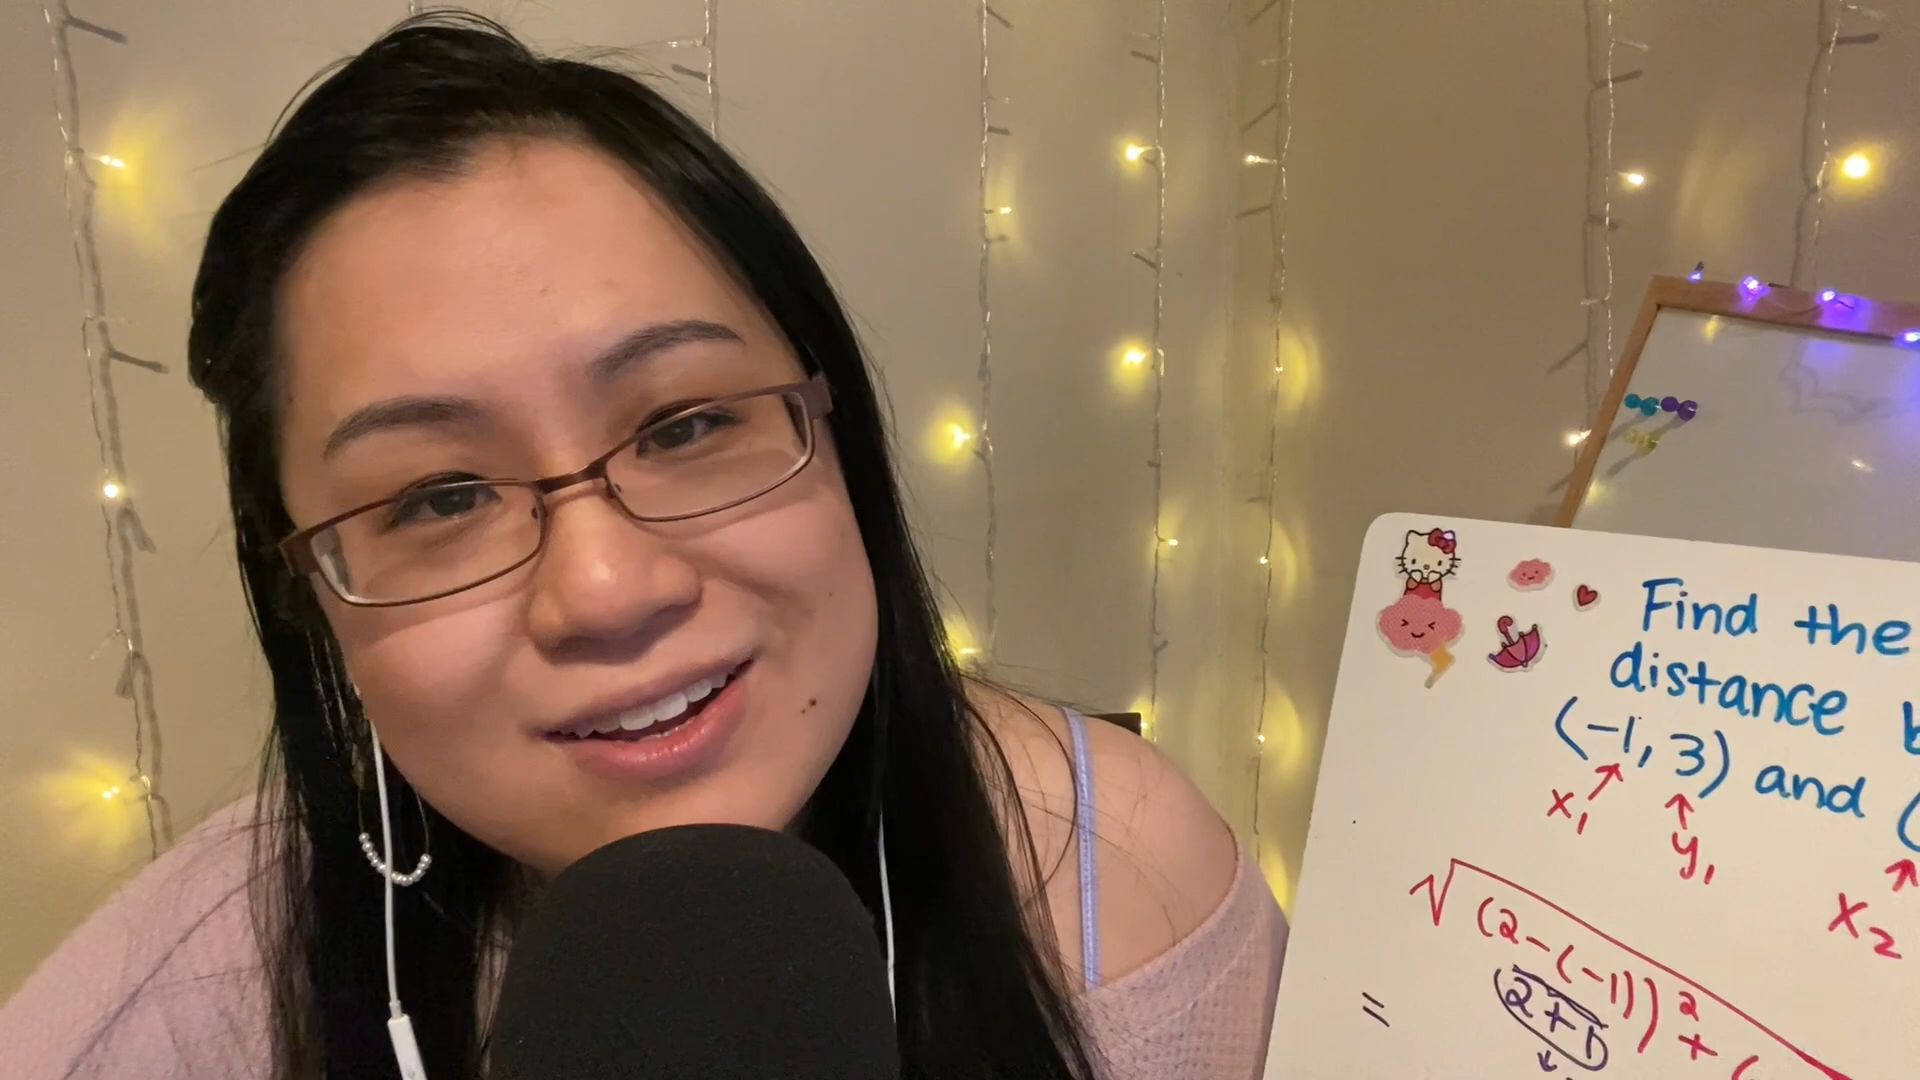 Find the
distance
(-1, 3) and (
x₁ y₁
x₂
√(2-(-1))² + (
= 2+1